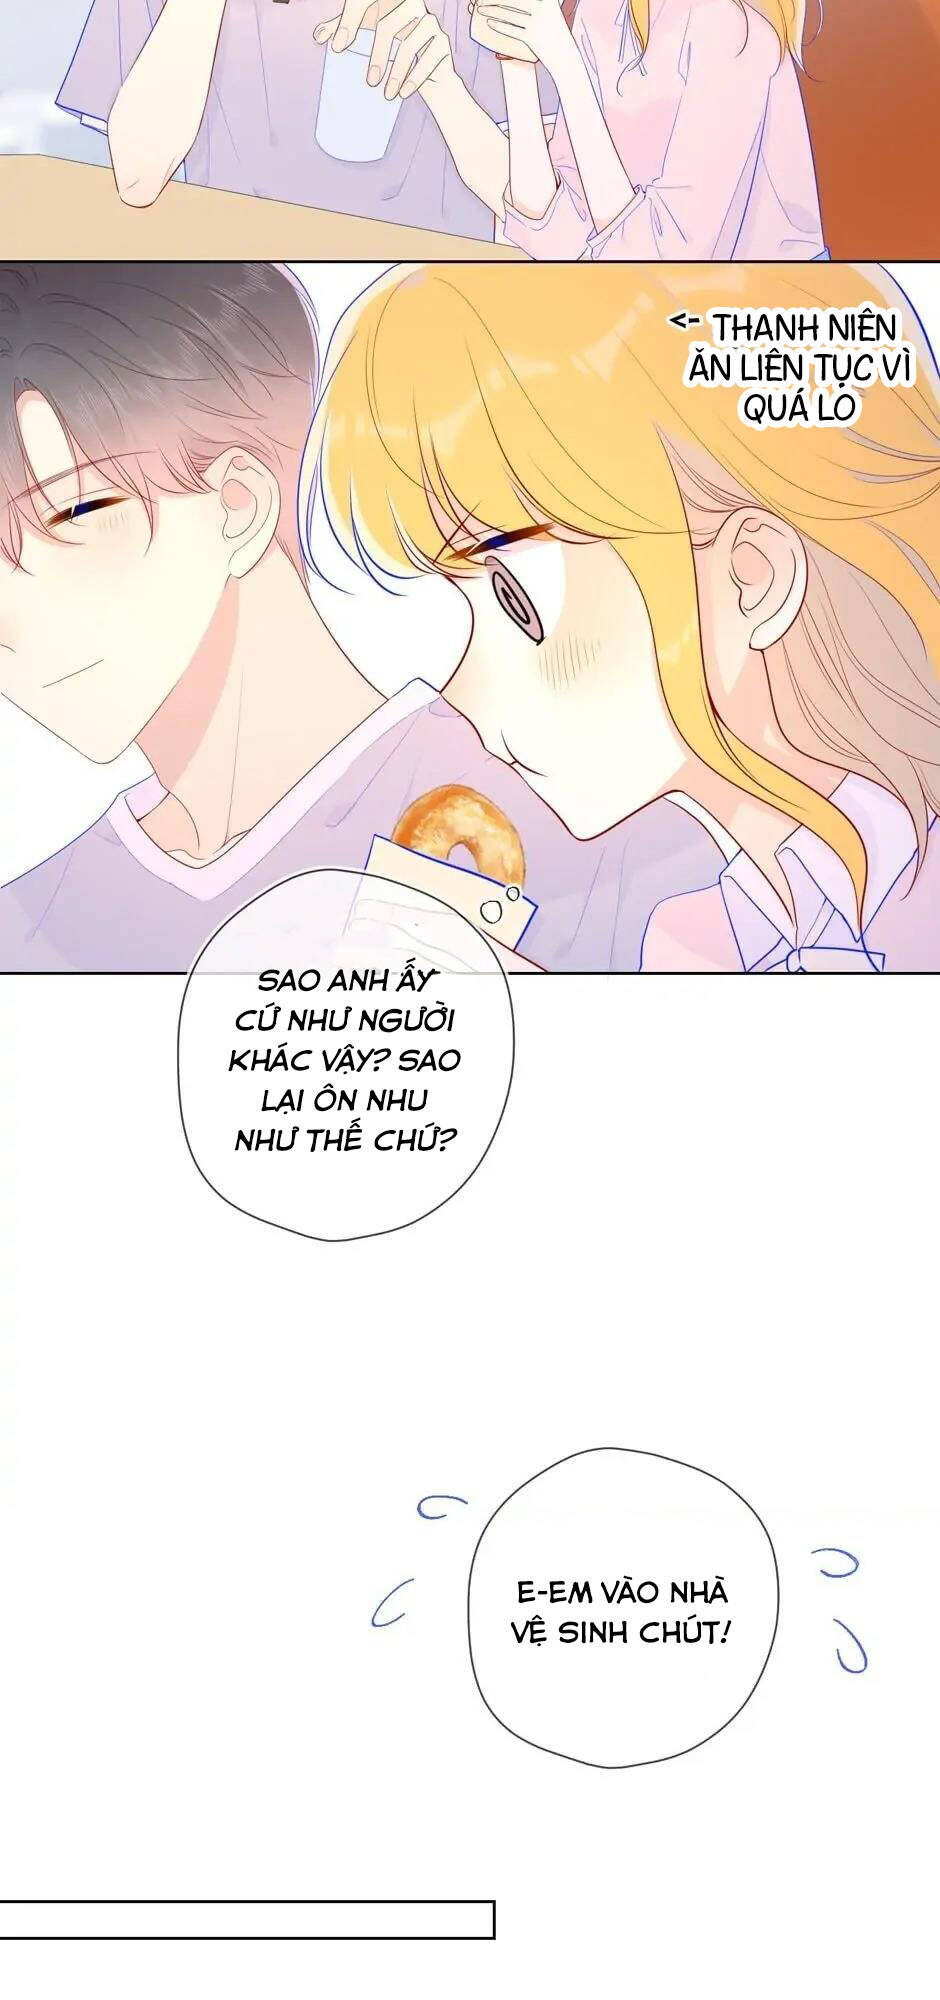 <- THANH NIÊN
ĂN LIÊN TỤC VÌ
QUÁ LO
SAO ANH ẤY
CỨ NHƯ NGƯỜI
KHÁC VẬY? SAO
LẠI ÔN NHU
NHƯ THẾ CHỨ?
E-EM VÀO NHÀ
VỆ SINH CHÚT!